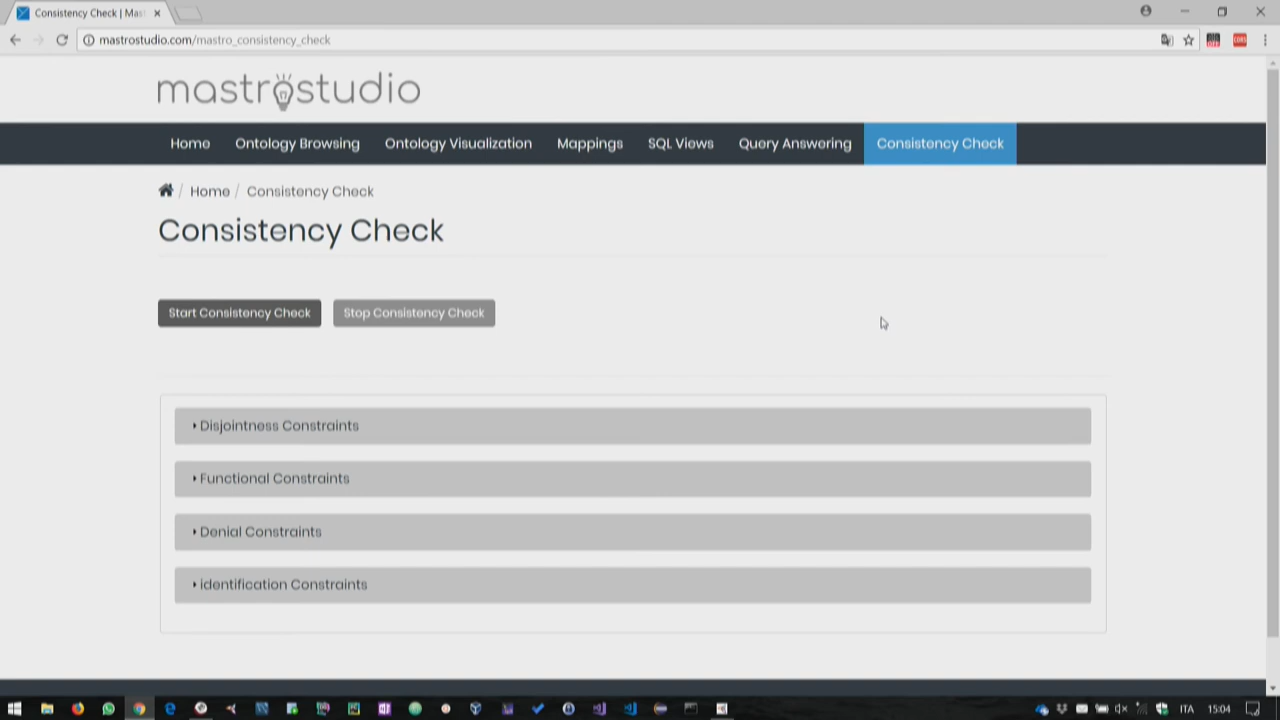 Consistency Check | Mas
mastrostudio.com/mastro_consistency_check
mastrostudio
Home Ontology Browsing Ontology Visualization Mappings SQL Views Query Answering Consistency Check
/ Home / Consistency Check
Consistency Check
Start Consistency Check Stop Consistency Check
Disjointness Constraints
Functional Constraints
Denial Constraints
identification Constraints
ITA 15:04